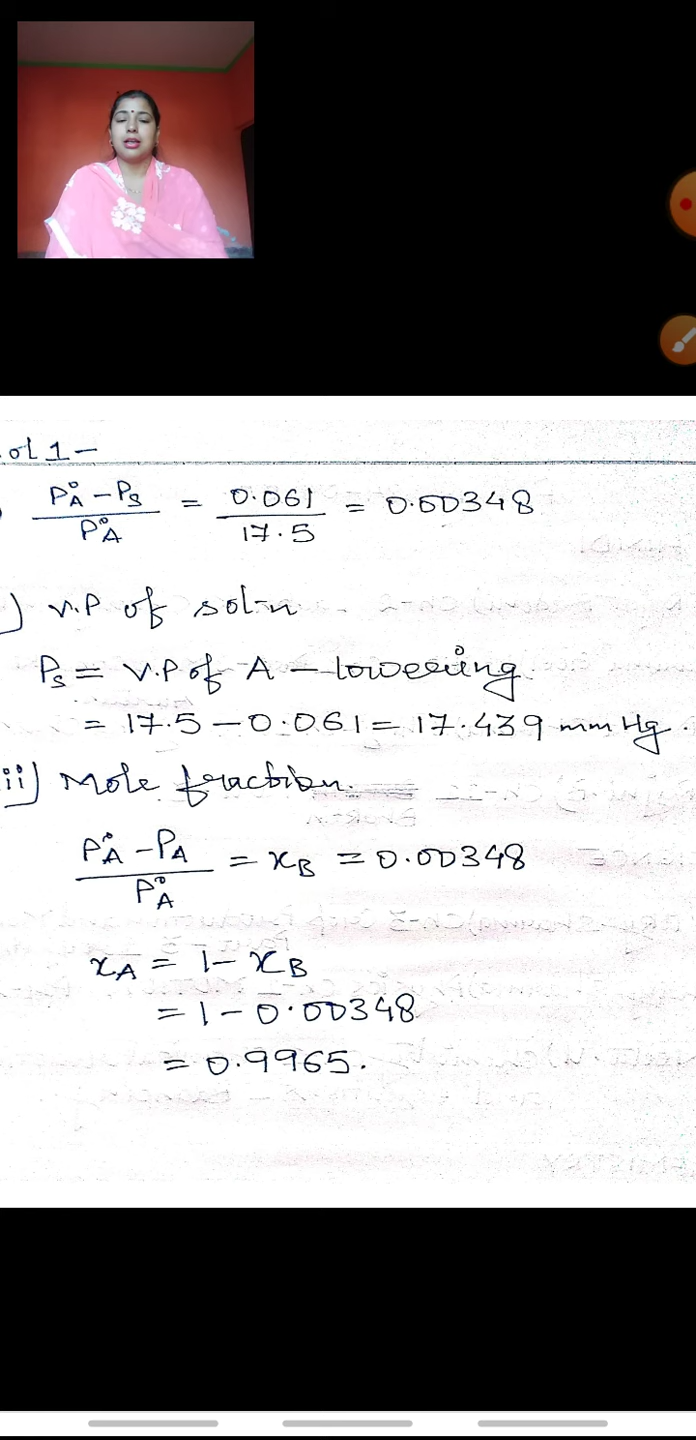 ol 1-
P°A - Ps / P°A = 0.061 / 17.5 = 0.00348
) V.P of sol-n
Ps = V.P of A - lowering
= 17.5 - 0.061 = 17.439 mm Hg.
ii) Mole fraction.
P°A - PA / P°A = xB = 0.00348
xA = 1 - xB
= 1 - 0.00348
= 0.9965.